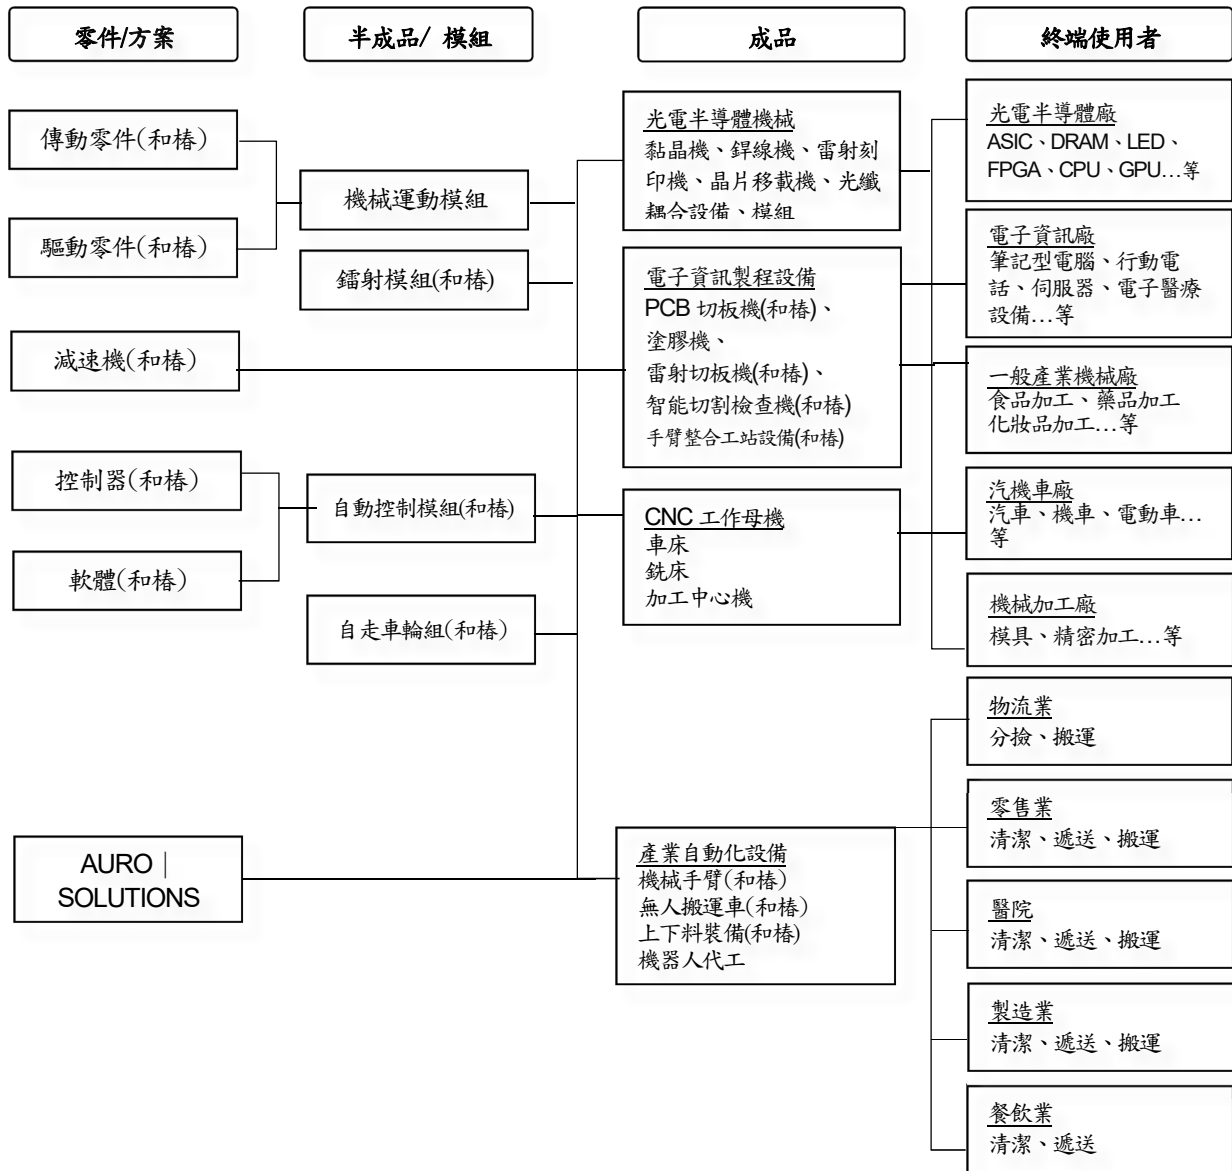 零件/方案
半成品/ 模組
成品
終端使用者
傳動零件(和椿)
驅動零件(和椿)
減速機(和椿)
控制器(和椿)
軟體(和椿)
AURO｜
SOLUTIONS
機械運動模組
鐳射模組(和椿)
自動控制模組(和椿)
自走車輪組(和椿)
光電半導體機械
黏晶機、銲線機、雷射刻
印機、晶片移載機、光纖
耦合設備、模組
電子資訊製程設備
PCB 切板機(和椿)、
塗膠機、
雷射切板機(和椿)、
智能切割檢查機(和椿)
手臂整合工站設備(和椿)
CNC 工作母機
車床
銑床
加工中心機
產業自動化設備
機械手臂(和椿)
無人搬運車(和椿)
上下料裝備(和椿)
機器人代工
光電半導體廠
ASIC、DRAM、LED、
FPGA、CPU、GPU…等
電子資訊廠
筆記型電腦、行動電
話、伺服器、電子醫療
設備…等
一般產業機械廠
食品加工、藥品加工
化妝品加工…等
汽機車廠
汽車、機車、電動車…
等
機械加工廠
模具、精密加工…等
物流業
分撿、搬運
零售業
清潔、遞送、搬運
醫院
清潔、遞送、搬運
製造業
清潔、遞送、搬運
餐飲業
清潔、遞送